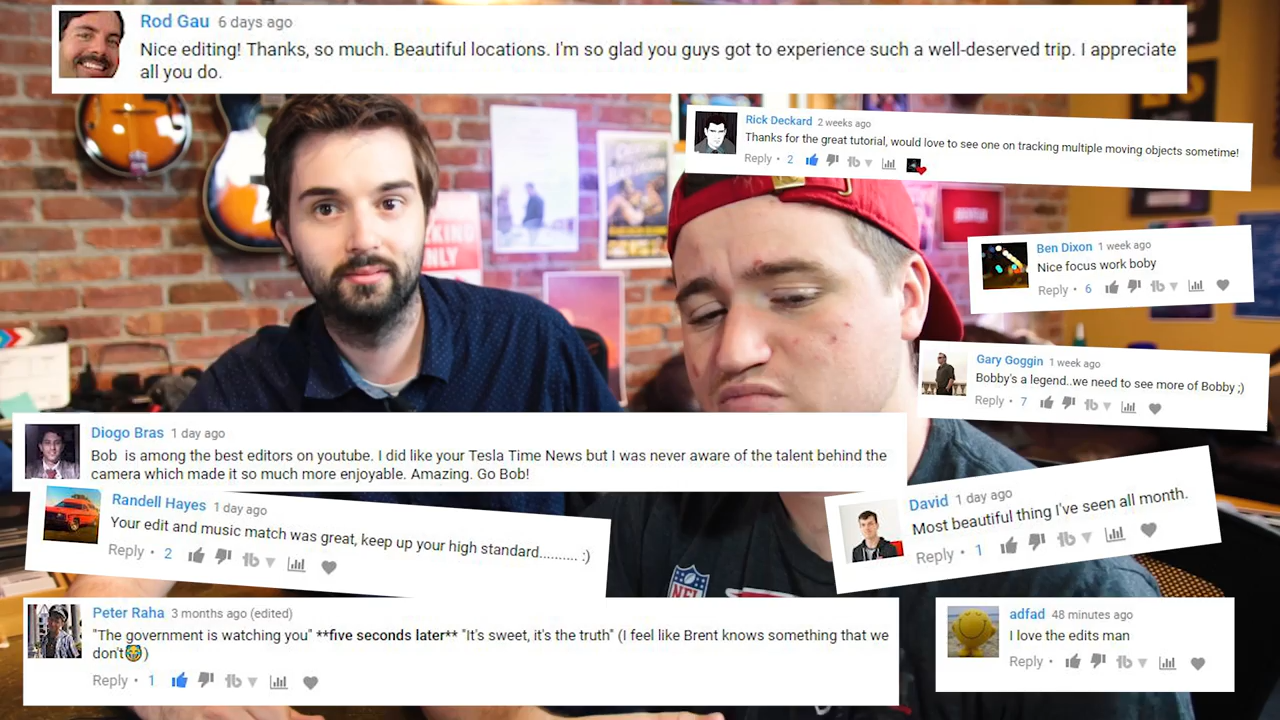 Rod Gau 6 days ago
Nice editing! Thanks, so much. Beautiful locations. I'm so glad you guys got to experience such a well-deserved trip. I appreciate
all you do.
Rick Deckard 2 weeks ago
Thanks for the great tutorial, would love to see one on tracking multiple moving objects sometime!
Reply • 2
Ben Dixon 1 week ago
Nice focus work boby
Reply • 6
KING
NLY
Gary Goggin 1 week ago
Bobby's a legend..we need to see more of Bobby ;)
Reply • 7
Diogo Bras 1 day ago
Bob is among the best editors on youtube. I did like your Tesla Time News but I was never aware of the talent behind the
camera which made it so much more enjoyable. Amazing. Go Bob!
Randell Hayes 1 day ago
Your edit and music match was great, keep up your high standard.......... :)
Reply • 2
David 1 day ago
Most beautiful thing I've seen all month.
Reply • 1
NFL
Peter Raha 3 months ago (edited)
"The government is watching you" **five seconds later** "It's sweet, it's the truth" (I feel like Brent knows something that we
don't😂)
Reply • 1
adfad 48 minutes ago
I love the edits man
Reply •